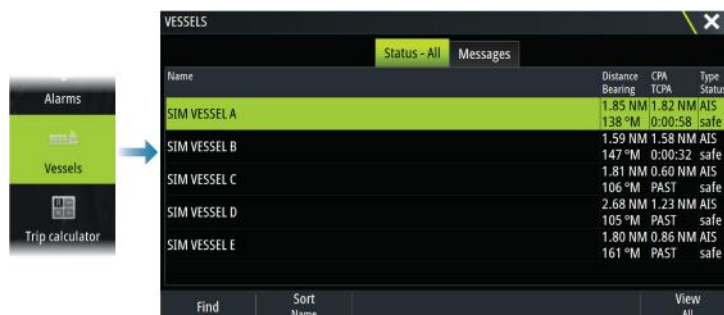 VESSELS
Status - All Messages
Name Distance CPA Type
Bearing TCPA Status
SIM VESSEL A 1.85 NM 1.82 NM AIS
138 °M 0:00:58 safe
SIM VESSEL B 1.59 NM 1.58 NM AIS
147 °M 0:00:32 safe
SIM VESSEL C 1.81 NM 0.60 NM AIS
106 °M PAST safe
SIM VESSEL D 2.68 NM 1.23 NM AIS
105 °M PAST safe
SIM VESSEL E 1.80 NM 0.86 NM AIS
161 °M PAST safe
Find Sort View
Name All
Alarms
Vessels
Trip calculator